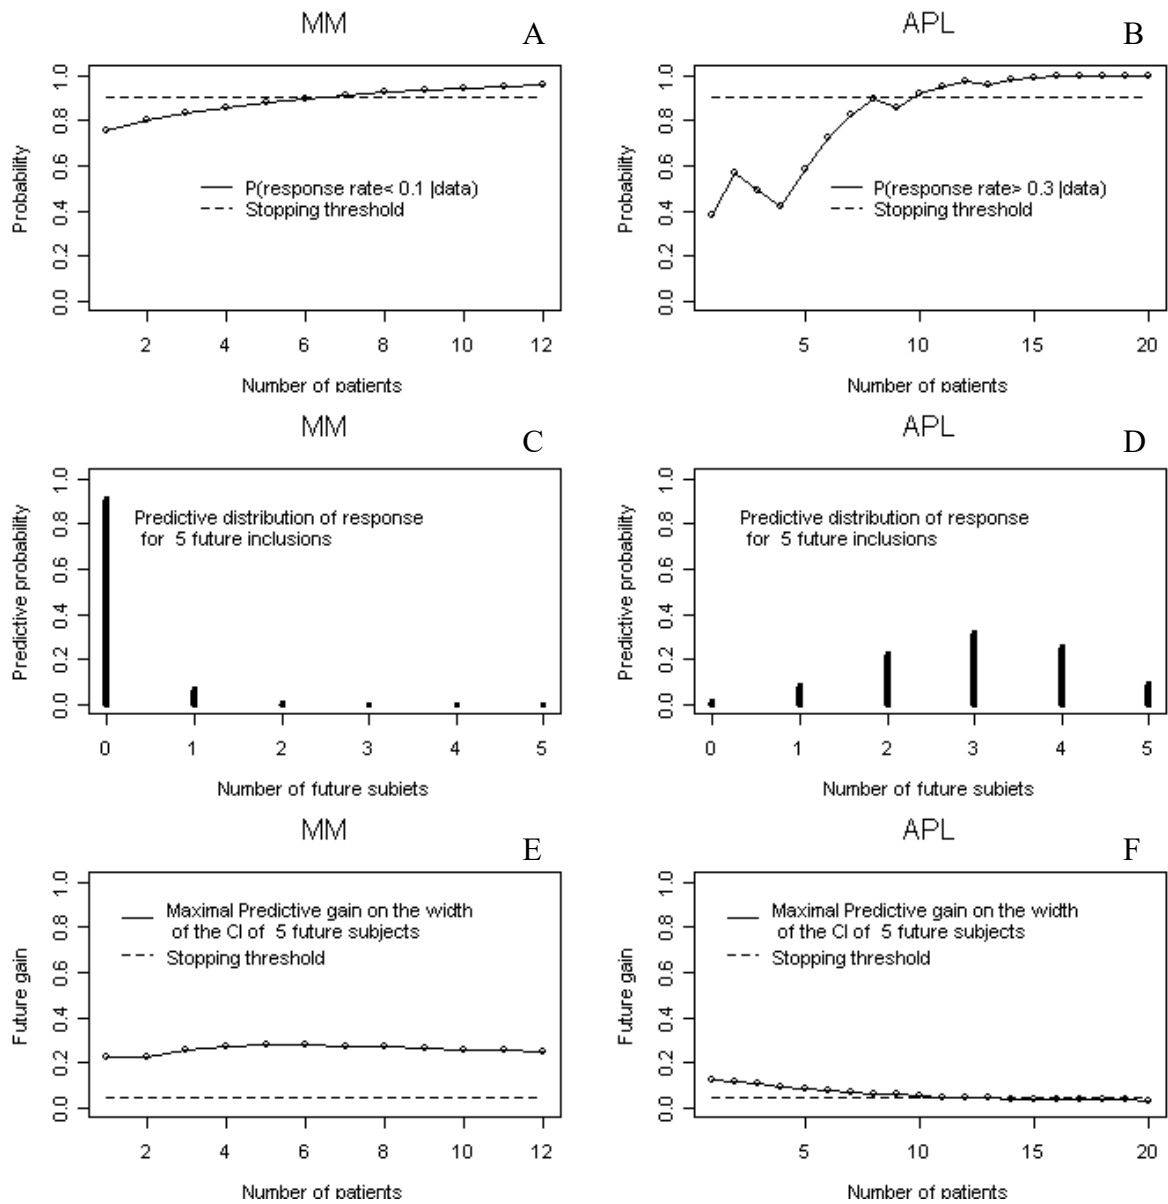 MM
A
Probability
0.0 0.2 0.4 0.6 0.8 1.0
P(response rate< 0.1 |data)
Stopping threshold
2 4 6 8 10 12
Number of patients
APL
B
Probability
0.0 0.2 0.4 0.6 0.8 1.0
P(response rate> 0.3 |data)
Stopping threshold
5 10 15 20
Number of patients
MM
C
Predictive probability
0.0 0.2 0.4 0.6 0.8 1.0
Predictive distribution of response
for 5 future inclusions
0 1 2 3 4 5
Number of future subjets
APL
D
Predictive probability
0.0 0.2 0.4 0.6 0.8 1.0
Predictive distribution of response
for 5 future inclusions
0 1 2 3 4 5
Number of future subjets
MM
E
Future gain
0.0 0.2 0.4 0.6 0.8 1.0
Maximal Predictive gain on the width
of the CI of 5 future subjects
Stopping threshold
2 4 6 8 10 12
Number of patients
APL
F
Future gain
0.0 0.2 0.4 0.6 0.8 1.0
Maximal Predictive gain on the width
of the CI of 5 future subjects
Stopping threshold
5 10 15 20
Number of patients